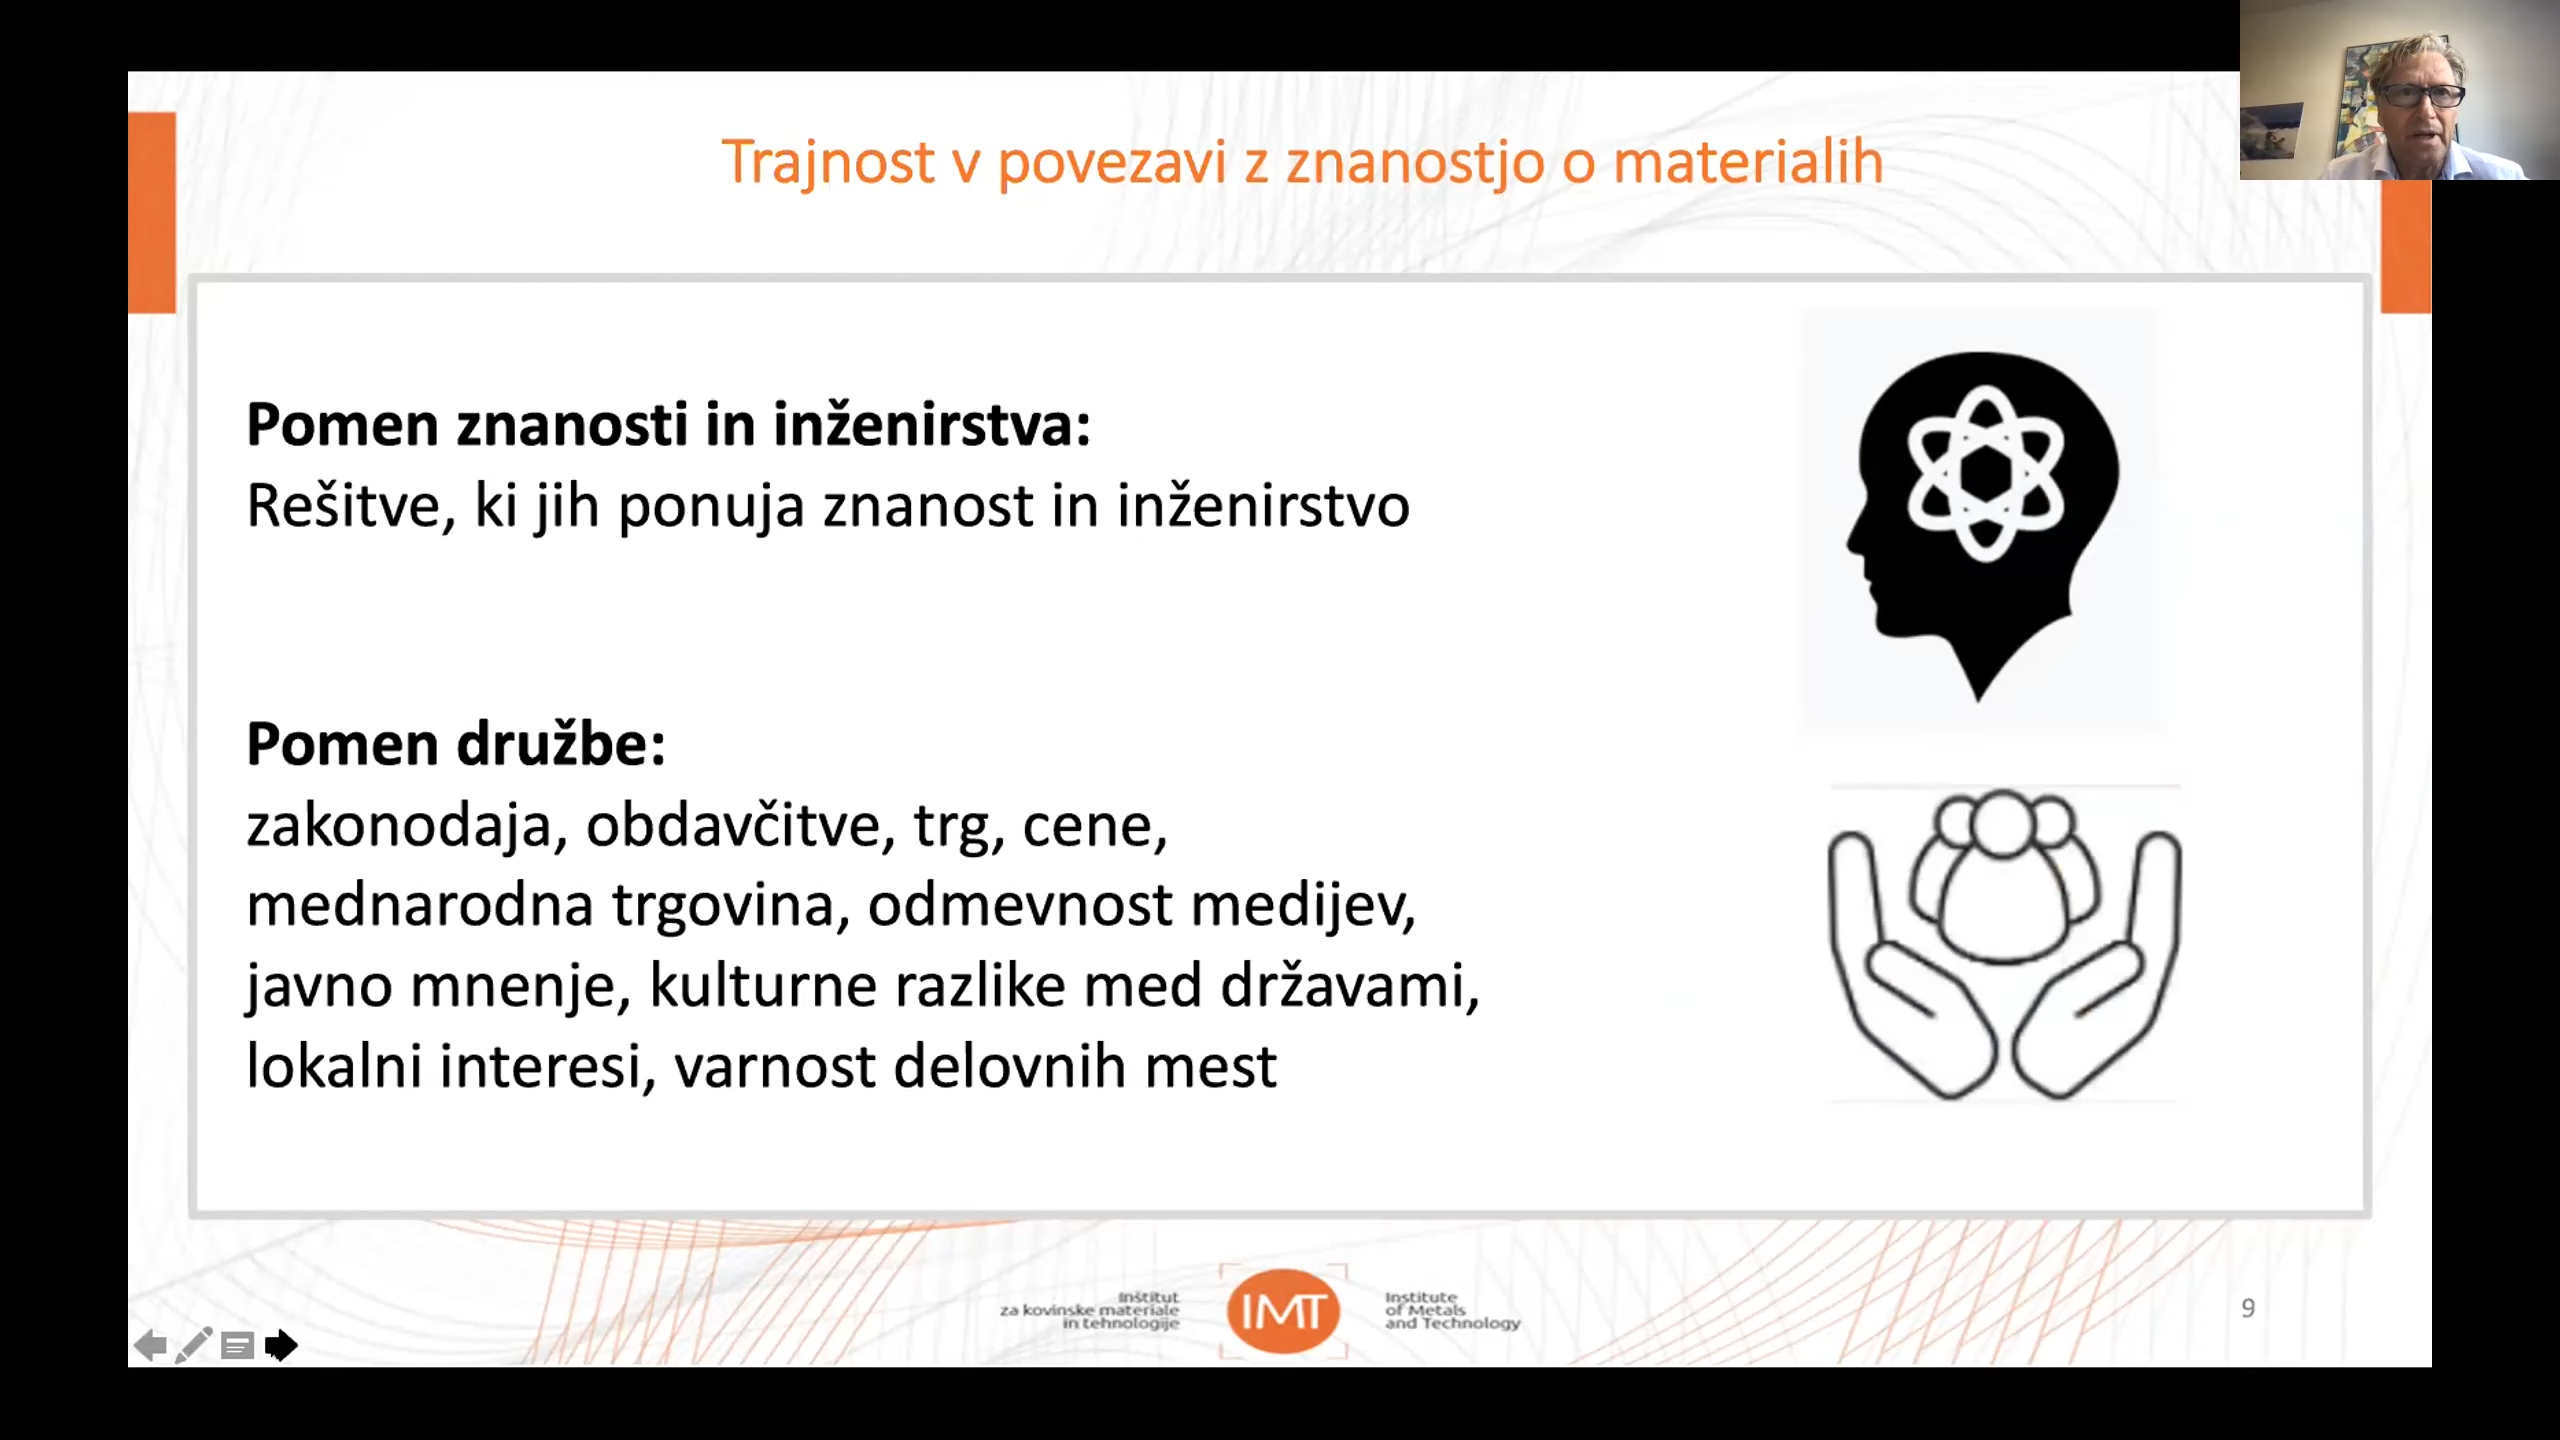 Trajnost v povezavi z znanostjo o materialih
Pomen znanosti in inženirstva:
Rešitve, ki jih ponuja znanost in inženirstvo
Pomen družbe:
zakonodaja, obdavčitve, trg, cene,
mednarodna trgovina, odmevnost medijev,
javno mnenje, kulturne razlike med državami,
lokalni interesi, varnost delovnih mest
Inštitut
za kovinske materiale
in tehnologije
IMT
Institute
of Metals
and Technology
9